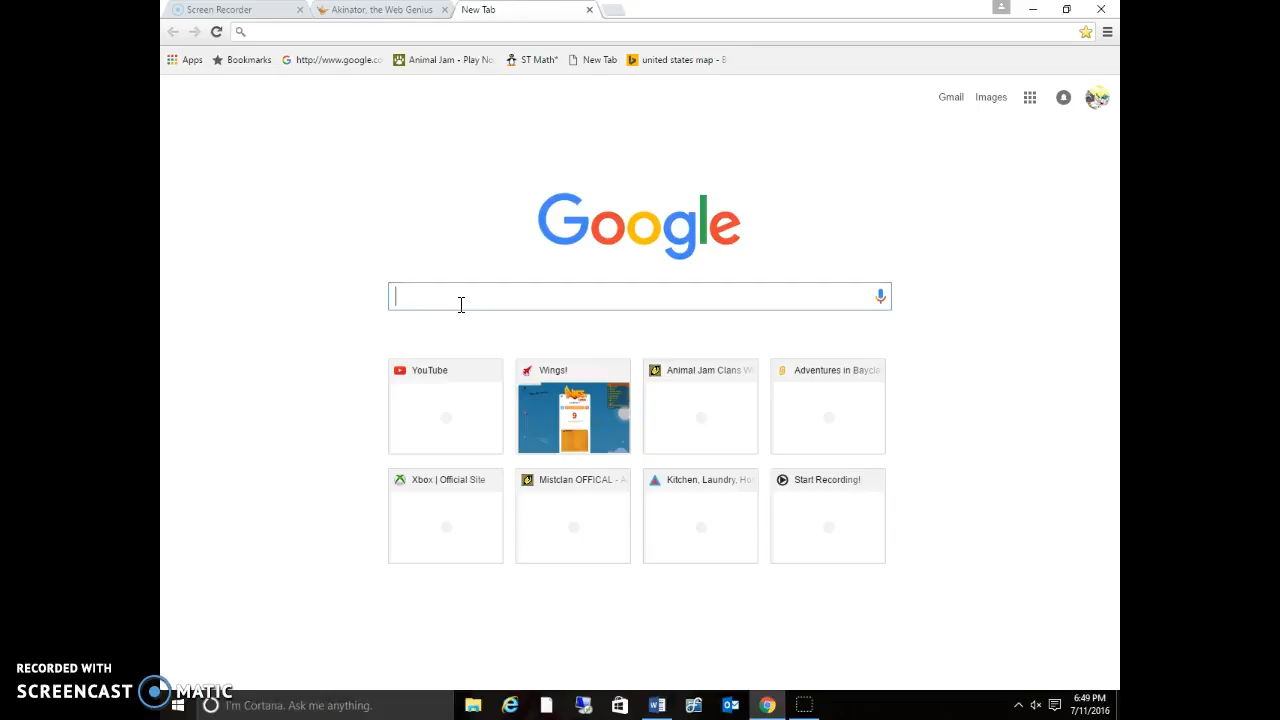 Screen Recorder
Akinator, the Web Genius
New Tab
Apps
Bookmarks
http://www.google.co
Animal Jam - Play No
ST Math*
New Tab
united states map - B
Gmail
Images
Google
YouTube
Wings!
Animal Jam Clans Wi
Adventures in Baycla
9
Xbox | Official Site
Mistclan OFFICAL - A
Kitchen, Laundry, Ho
Start Recording!
RECORDED WITH
SCREENCAST MATIC
I'm Cortana. Ask me anything.
6:49 PM
7/11/2016